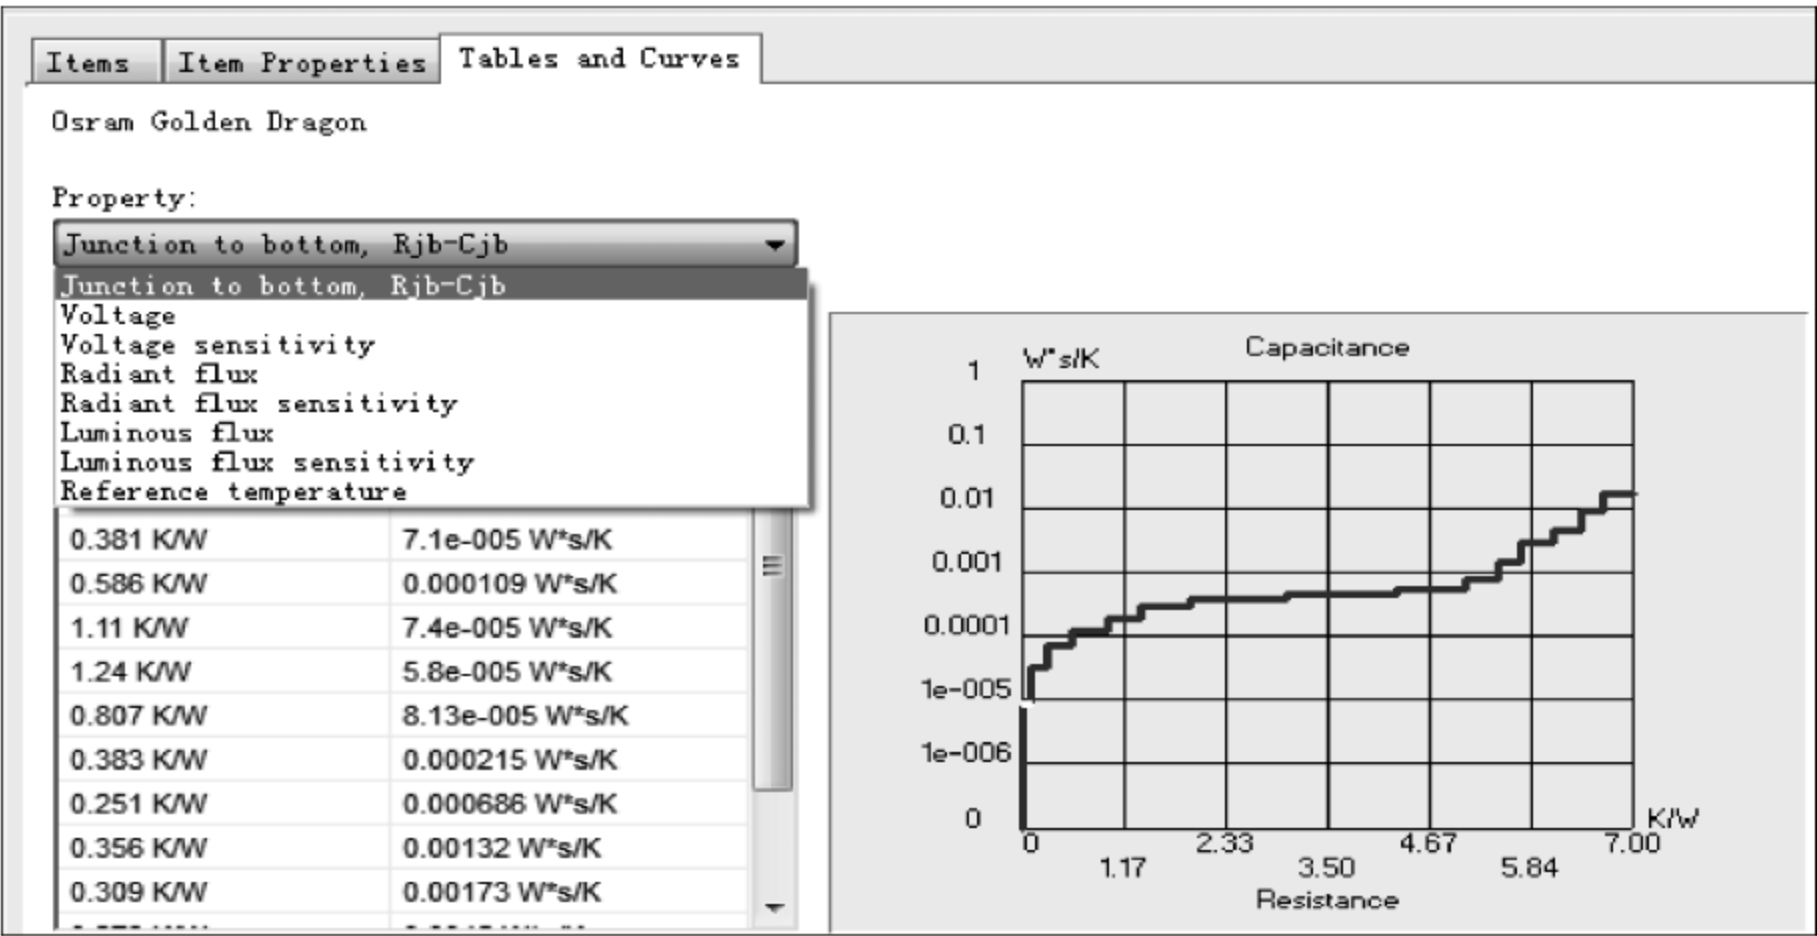 Items
Item Properties
Tables and Curves
Osram Golden Dragon
Property:
Junction to bottom, Rjb-Cjb
Junction to bottom, Rjb-Cjb
Voltage
Voltage sensitivity
Radiant flux
Radiant flux sensitivity
Luminous flux
Luminous flux sensitivity
Reference temperature
0.381 K/W 7.1e-005 W*s/K
0.586 K/W 0.000109 W*s/K
1.11 K/W 7.4e-005 W*s/K
1.24 K/W 5.8e-005 W*s/K
0.807 K/W 8.13e-005 W*s/K
0.383 K/W 0.000215 W*s/K
0.251 K/W 0.000686 W*s/K
0.356 K/W 0.00132 W*s/K
0.309 K/W 0.00173 W*s/K
Capacitance
W*s/K
1
0.1
0.01
0.001
0.0001
1e-005
1e-006
0
0 1.17 2.33 3.50 4.67 5.84 7.00
K/W
Resistance